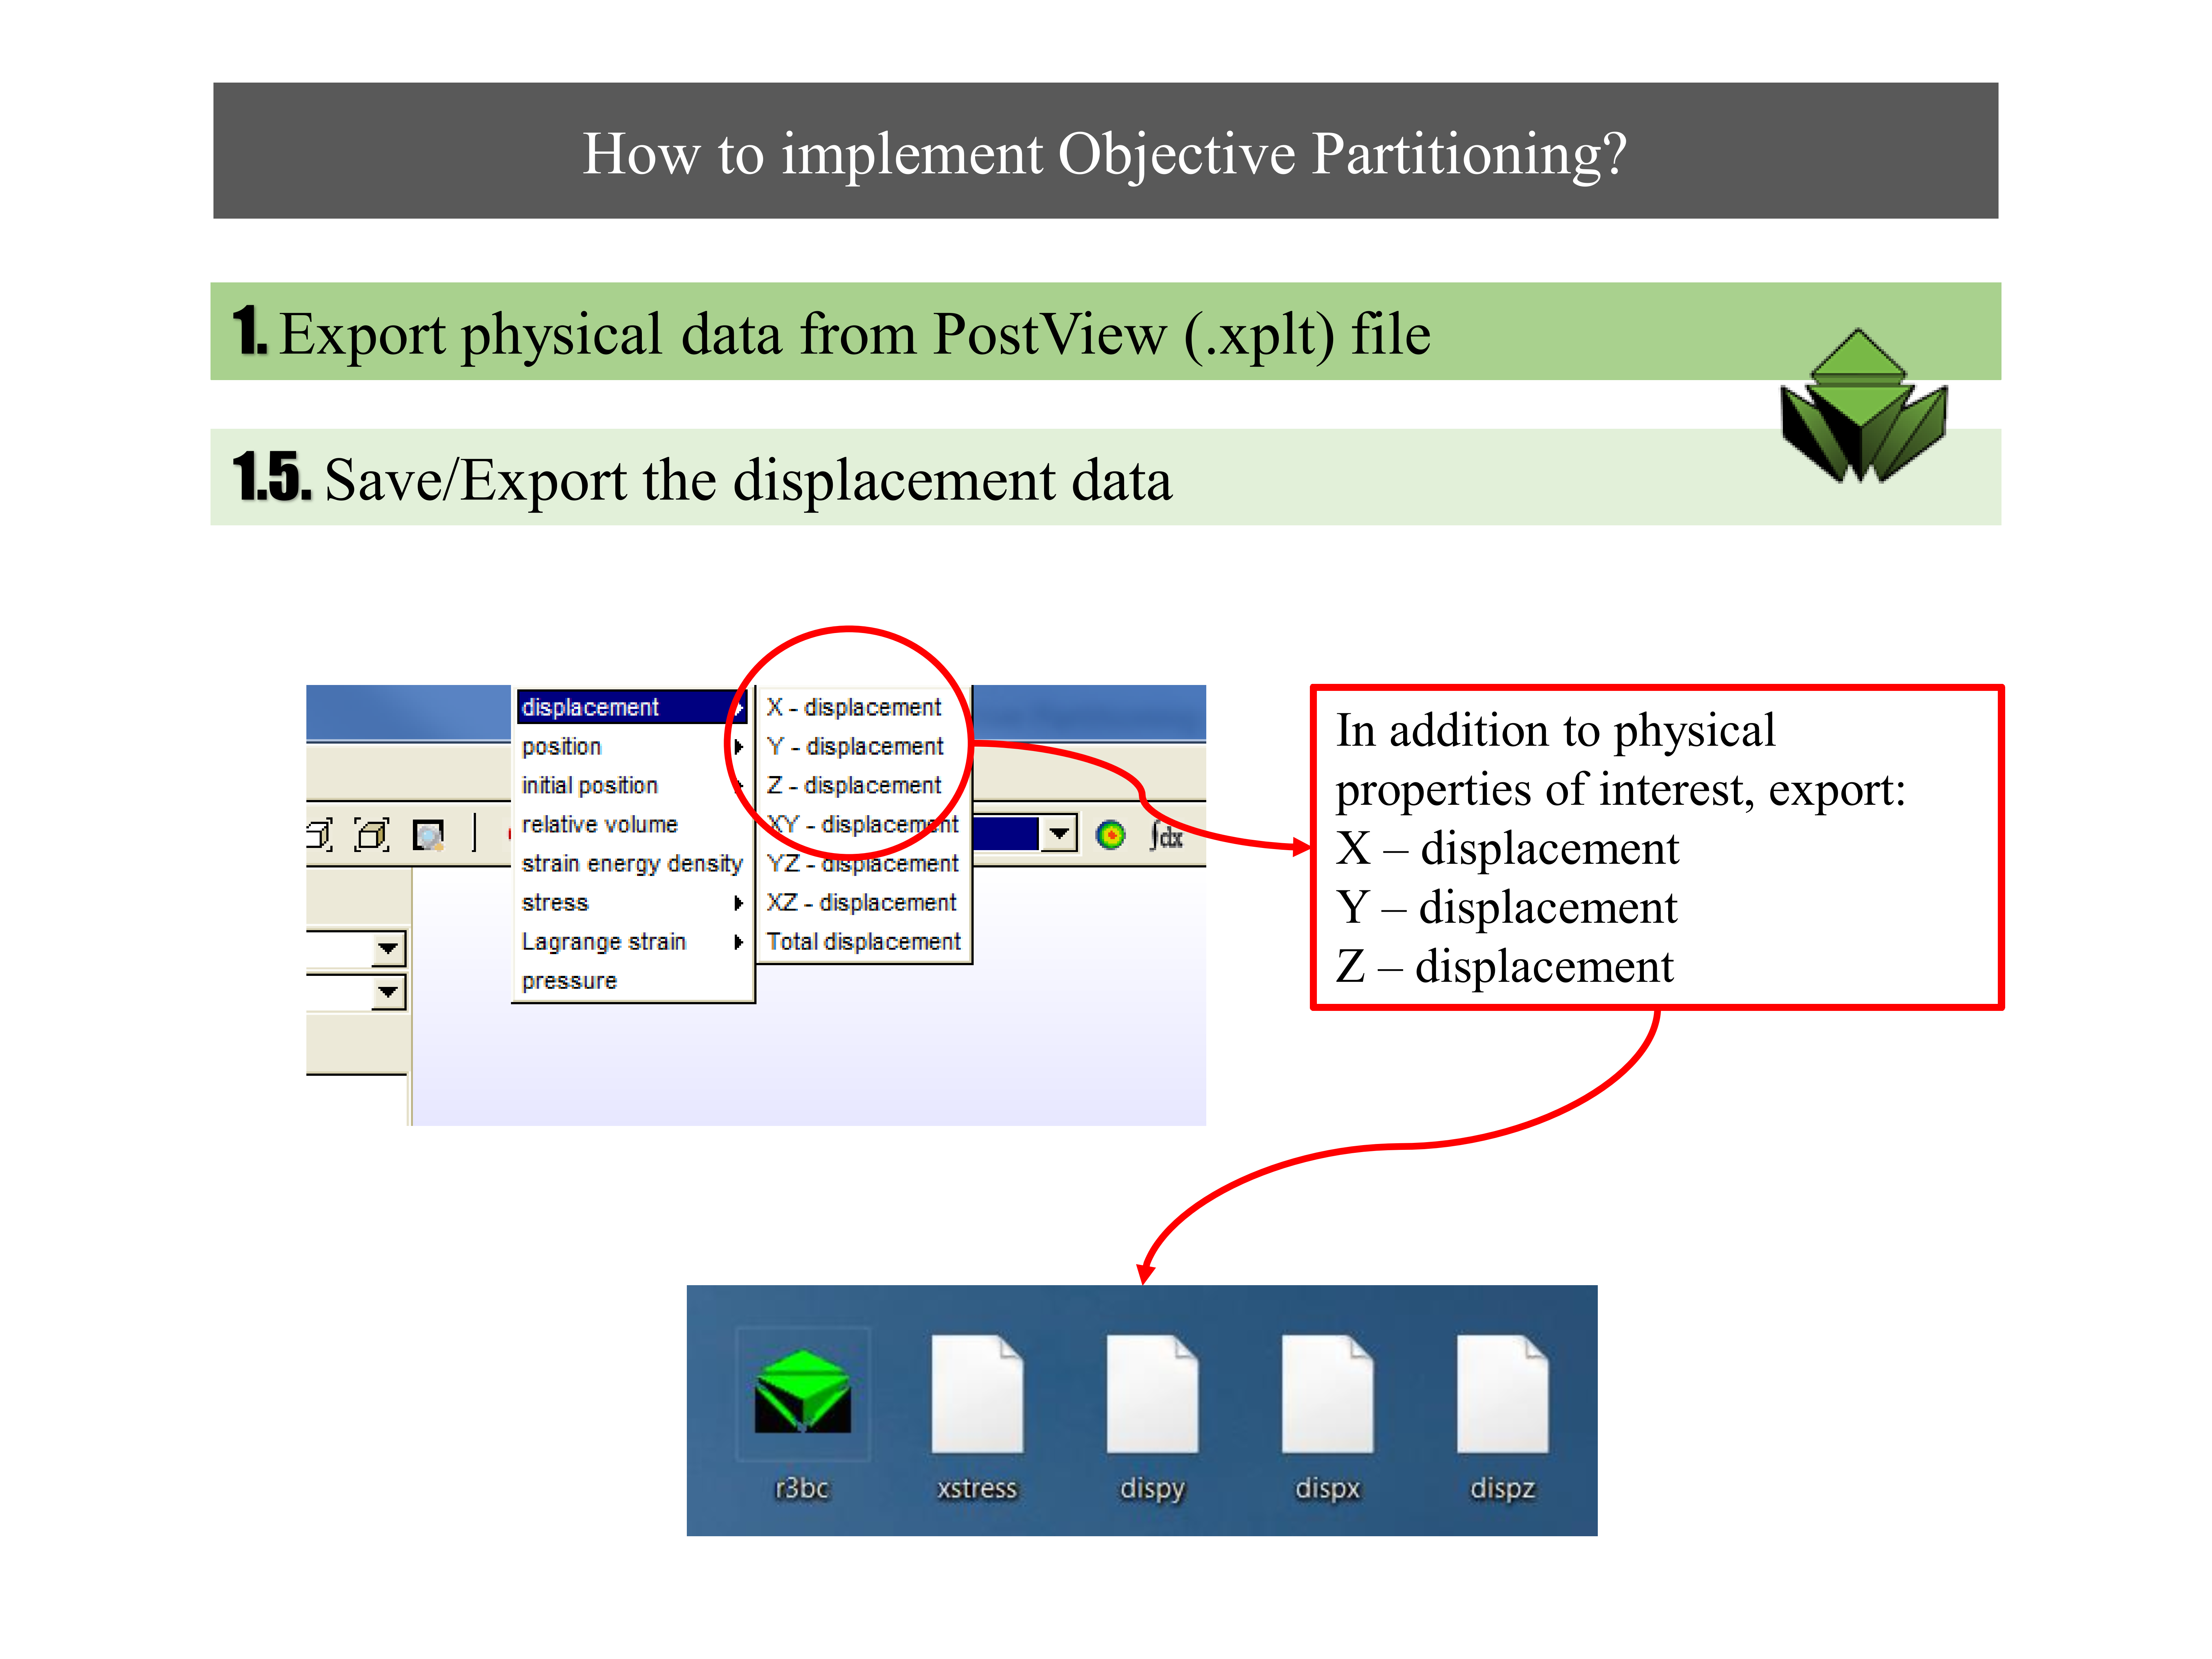 How to implement Objective Partitioning?
1. Export physical data from PostView (.xplt) file
1.5. Save/Export the displacement data
displacement
position
initial position
relative volume
strain energy density
stress
Lagrange strain
pressure
X - displacement
Y - displacement
Z - displacement
XY - displacement
YZ - displacement
XZ - displacement
Total displacement
∫dx
In addition to physical
properties of interest, export:
X – displacement
Y – displacement
Z – displacement
r3bc
xstress
dispy
dispx
dispz